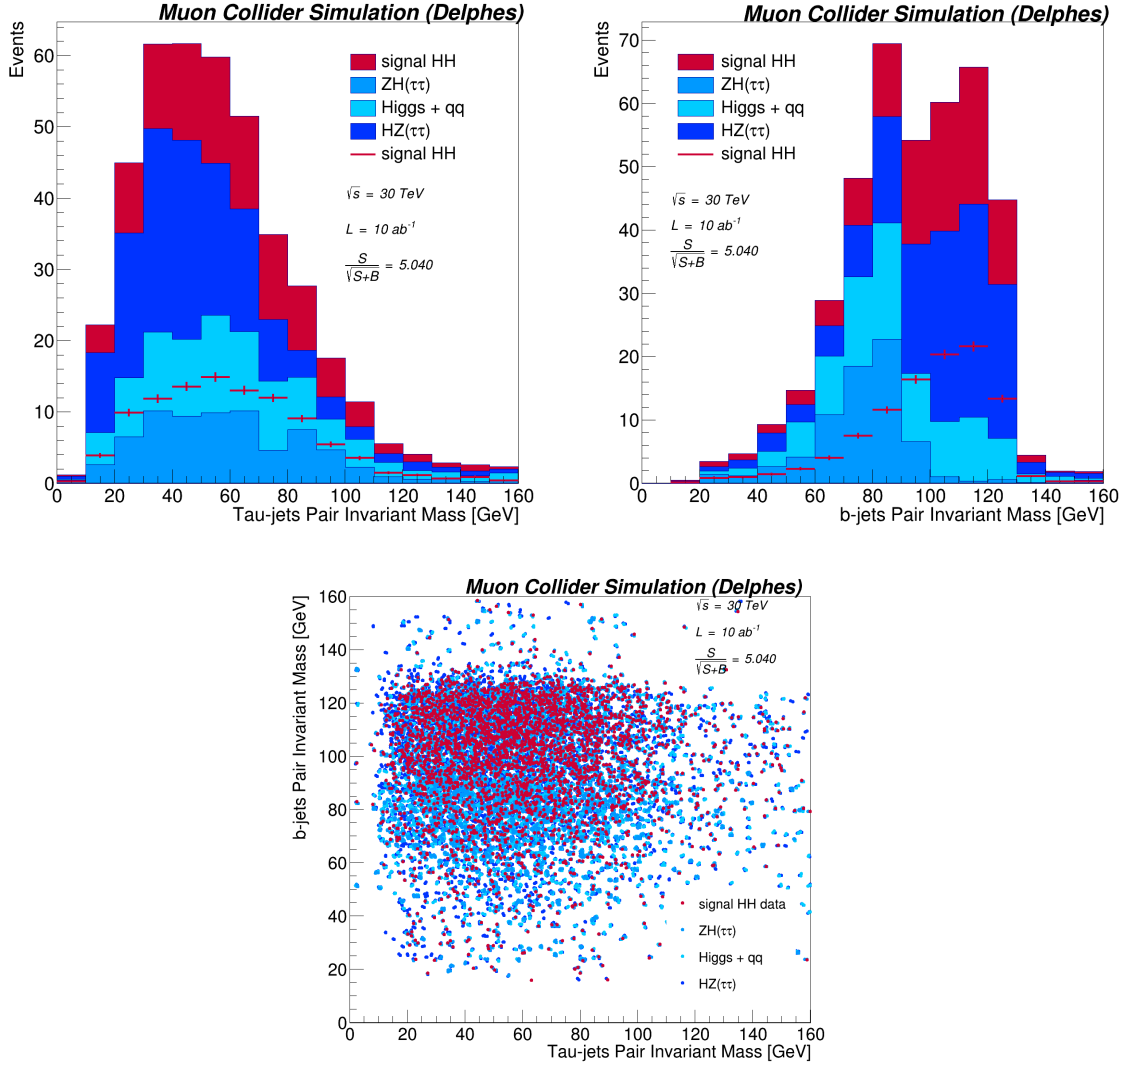 Muon Collider Simulation (Delphes)
Events
60
50
40
30
20
10
0
signal HH
ZH(ττ)
Higgs + qq
HZ(ττ)
signal HH
√s = 30 TeV
L = 10 ab⁻¹
S
√S+B = 5.040
0 20 40 60 80 100 120 140 160
Tau-jets Pair Invariant Mass [GeV]
Muon Collider Simulation (Delphes)
Events
70
60
50
40
30
20
10
0
signal HH
ZH(ττ)
Higgs + qq
HZ(ττ)
signal HH
√s = 30 TeV
L = 10 ab⁻¹
S
√S+B = 5.040
0 20 40 60 80 100 120 140 160
b-jets Pair Invariant Mass [GeV]
Muon Collider Simulation (Delphes)
b-jets Pair Invariant Mass [GeV]
160
140
120
100
80
60
40
20
0
√s = 30 TeV
L = 10 ab⁻¹
S
√S+B = 5.040
signal HH data
ZH(ττ)
Higgs + qq
HZ(ττ)
0 20 40 60 80 100 120 140 160
Tau-jets Pair Invariant Mass [GeV]